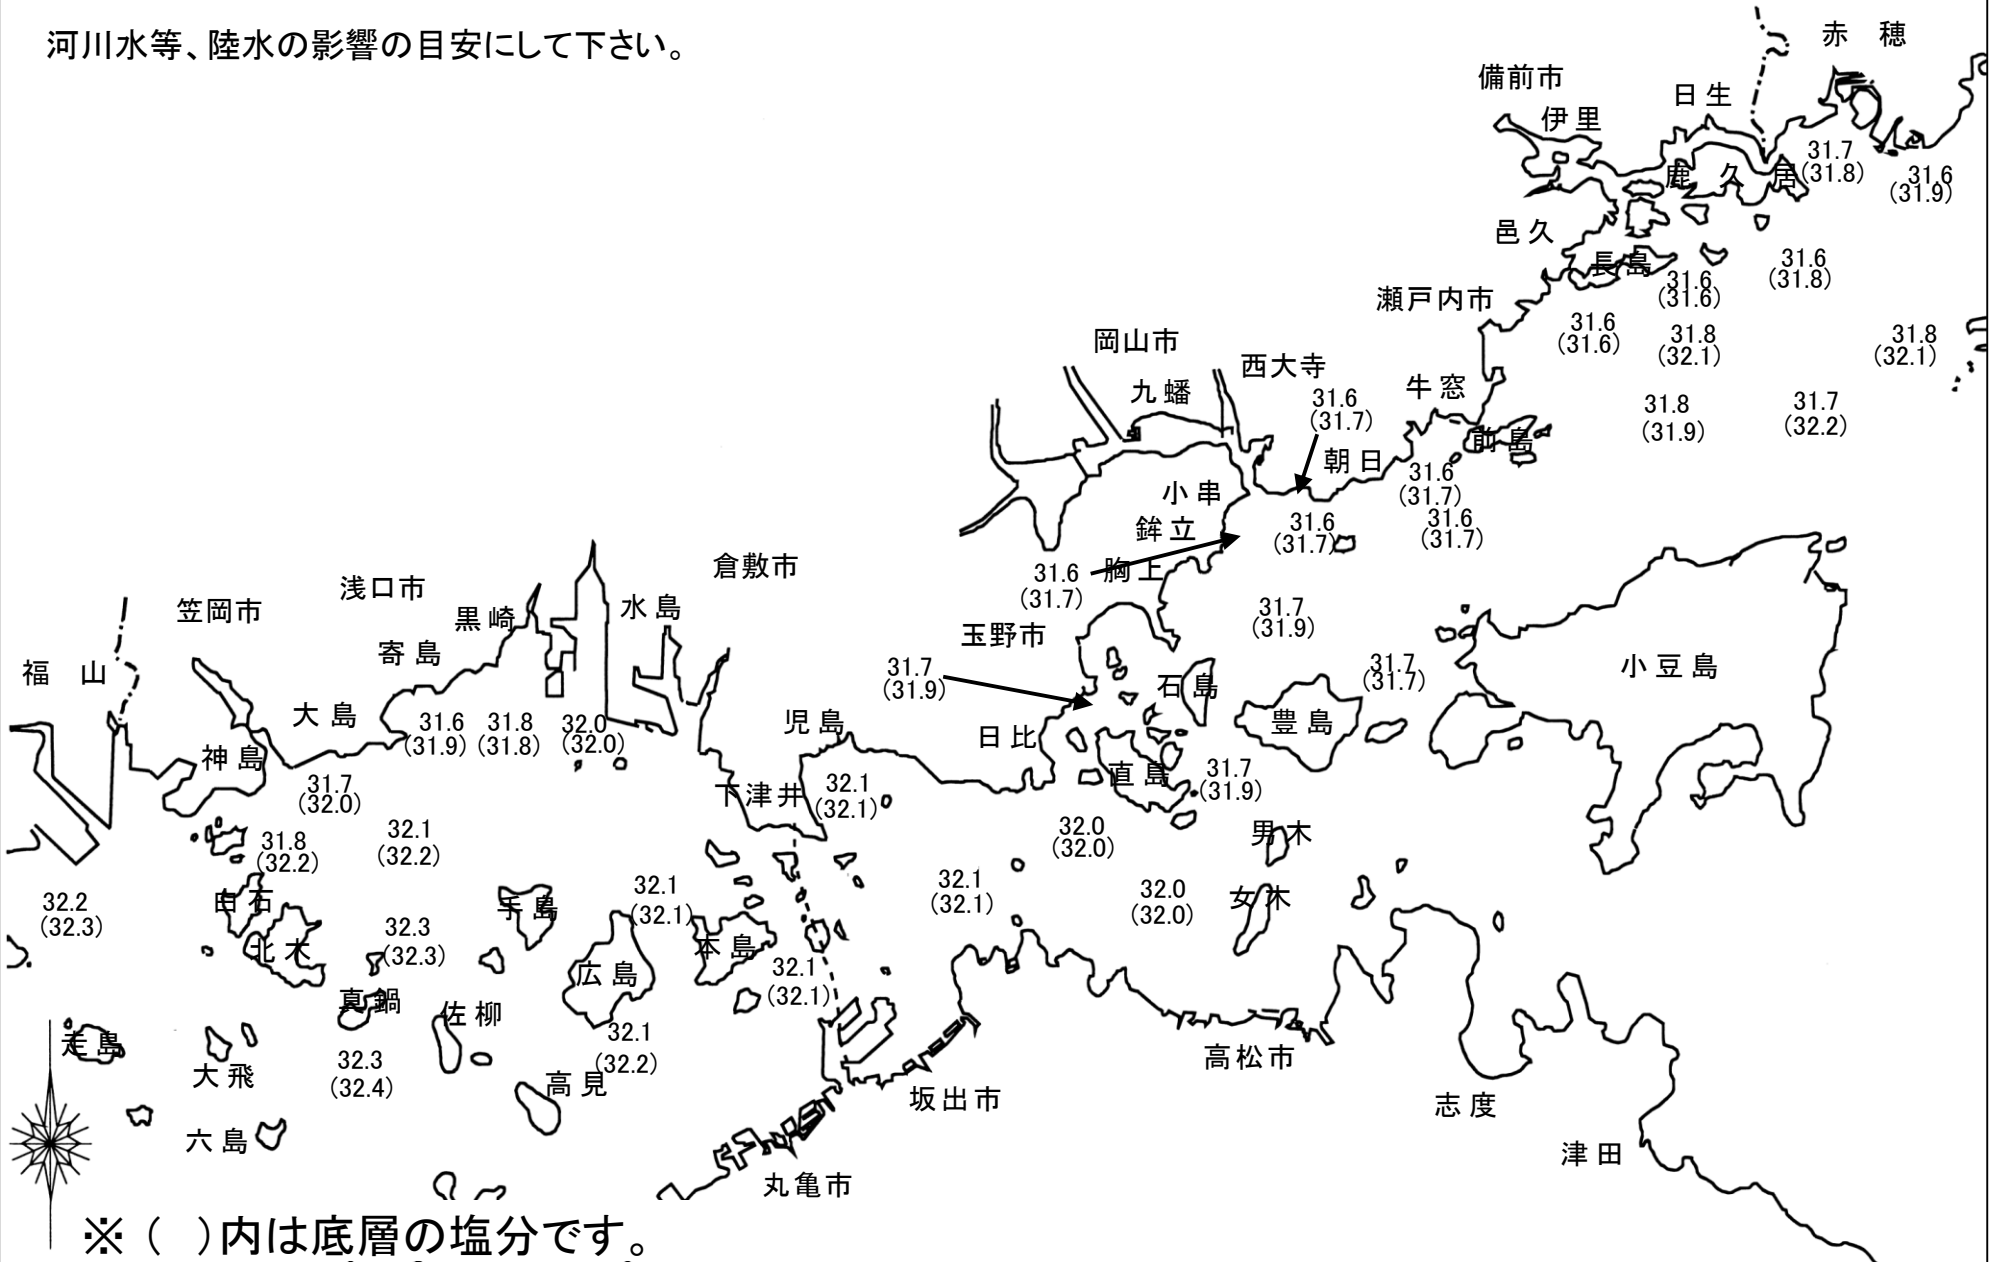 河川水等、陸水の影響の目安にして下さい。
赤 穂
備前市
日 生
伊 里
31.7
(31.8)
31.6
(31.9)
鹿 久 居
邑 久
長 島
31.6
(31.8)
31.6
(31.6)
瀬戸内市
31.6
(31.6)
31.8
(32.1)
31.8
(32.1)
岡山市
西大寺
九 蟠
牛 窓
31.6
(31.7)
31.8
(31.9)
31.7
(32.2)
前 島
朝 日
31.6
(31.7)
小 串
鉾 立
31.6
(31.7)
31.6
(31.7)
胸 上
31.6
(31.7)
倉敷市
浅口市
笠岡市
黒 崎
水 島
31.7
(31.9)
玉野市
寄 島
福 山
31.7
(31.9)
石 島
31.7
(31.7)
小 豆 島
大 島
31.6
(31.9)
31.8
(31.8)
32.0
(32.0)
児 島
日 比
豊 島
神 島
31.7
(32.0)
下 津 井
32.1
(32.1)
直 島
31.7
(31.9)
31.8
(32.2)
32.1
(32.2)
32.0
(32.0)
男 木
32.2
(32.3)
白 石
手 島
32.1
(32.1)
32.1
(32.1)
32.0
(32.0)
女 木
北 木
32.3
(32.3)
広 島
本 島
32.1
(32.1)
真 鍋
佐 柳
走 島
大 飛
32.3
(32.4)
32.1
(32.2)
高 見
高松市
坂出市
志 度
六 島
津 田
丸亀市
※( )内は底層の塩分です。